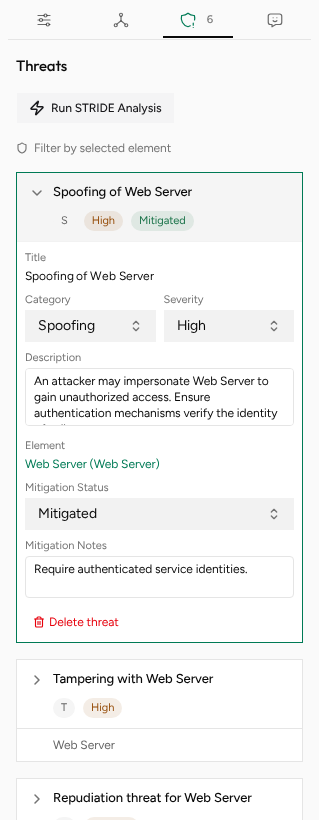 6
Threats
Run STRIDE Analysis
Filter by selected element
Spoofing of Web Server
S High Mitigated
Title
Spoofing of Web Server
Category Severity
Spoofing High
Description
An attacker may impersonate Web Server to
gain unauthorized access. Ensure
authentication mechanisms verify the identity
Element
Web Server (Web Server)
Mitigation Status
Mitigated
Mitigation Notes
Require authenticated service identities.
Delete threat
Tampering with Web Server
T High
Web Server
Repudiation threat for Web Server